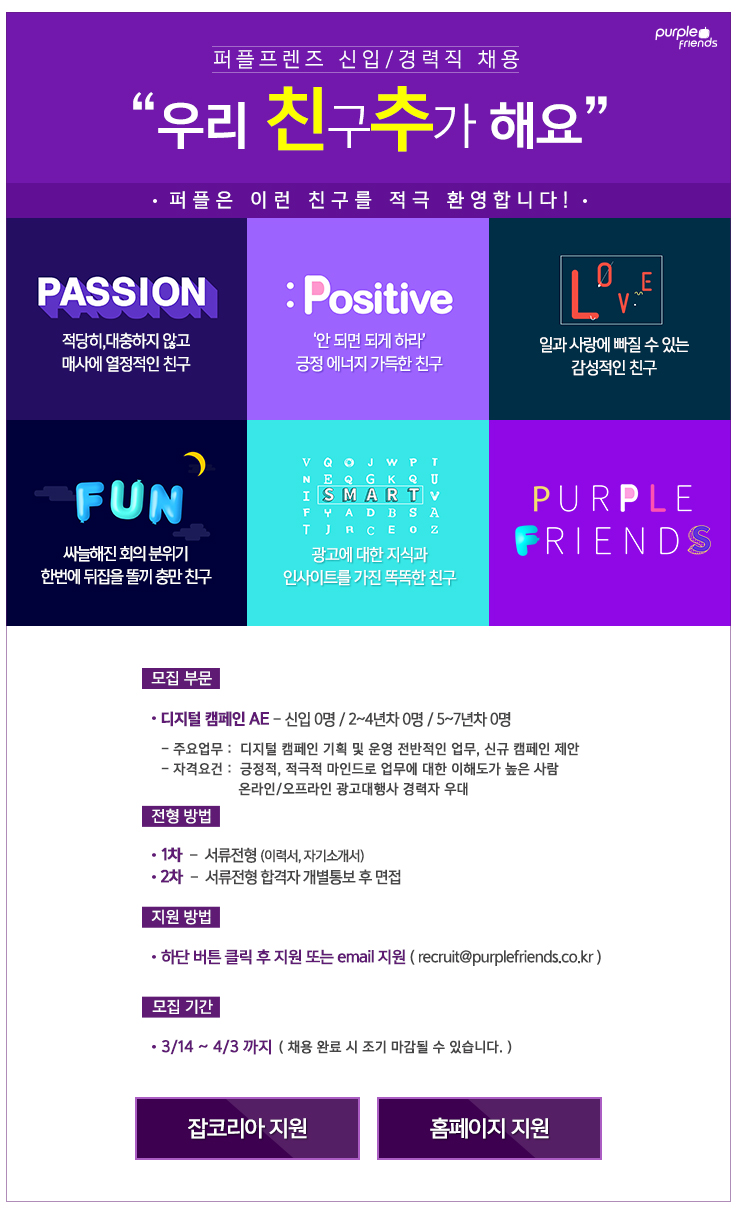 purple friends
퍼플프렌즈 신입/경력직 채용
“우리 친구추가 해요”
• 퍼플은 이런 친구를 적극 환영합니다! •
PASSION
적당히,대충하지 않고
매사에 열정적인 친구
:Positive
‘안 되면 되게 하라’
긍정 에너지 가득한 친구
LOVE
일과 사랑에 빠질 수 있는
감성적인 친구
FUN
싸늘해진 회의 분위기
한번에 뒤집을 똘끼 충만 친구
V Q O J W P T
N E Q G K Q U
I S M A R T V
F Y A D B S A
T J R C E O Z
광고에 대한 지식과
인사이트를 가진 똑똑한 친구
PURPLE
FRIENDS
모집 부문
• 디지털 캠페인 AE – 신입 0명 / 2~4년차 0명 / 5~7년차 0명
– 주요업무 : 디지털 캠페인 기획 및 운영 전반적인 업무, 신규 캠페인 제안
– 자격요건 : 긍정적, 적극적 마인드로 업무에 대한 이해도가 높은 사람
온라인/오프라인 광고대행사 경력자 우대
전형 방법
• 1차 – 서류전형 (이력서, 자기소개서)
• 2차 – 서류전형 합격자 개별통보 후 면접
지원 방법
• 하단 버튼 클릭 후 지원 또는 email 지원 ( recruit@purplefriends.co.kr )
모집 기간
• 3/14 ~ 4/3 까지 ( 채용 완료 시 조기 마감될 수 있습니다. )
잡코리아 지원
홈페이지 지원